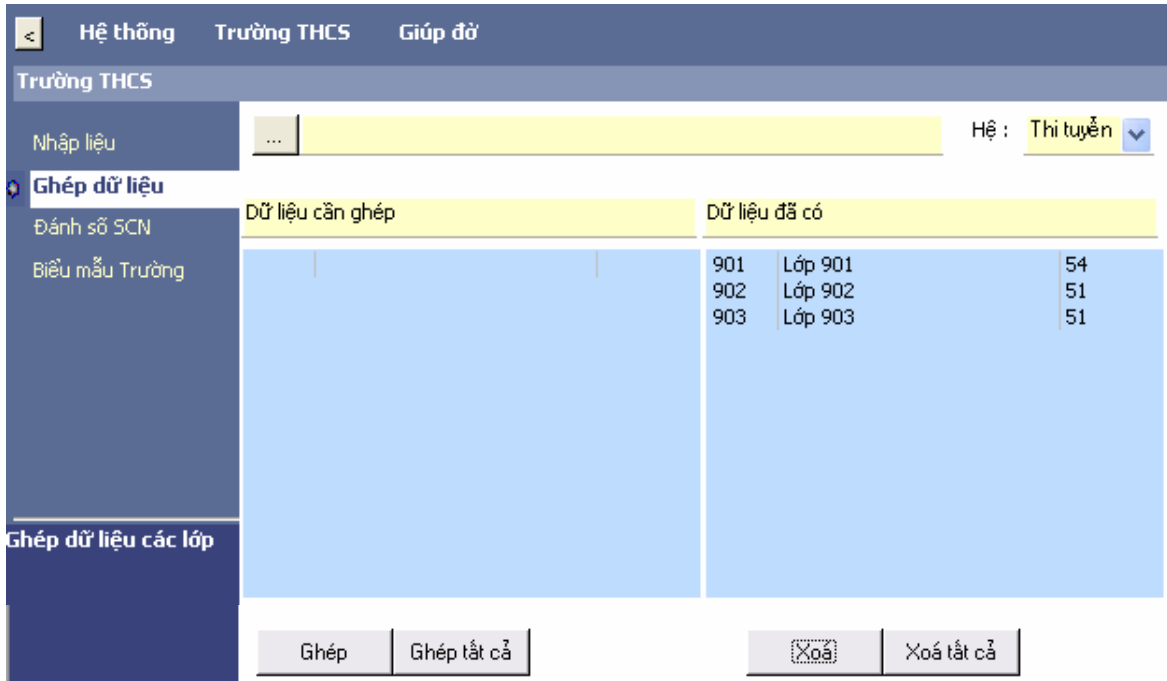 < Hệ thống Trường THCS Giúp đở
Trường THCS
Nhập liệu
Ghép dữ liệu
Đánh số SCN
Biểu mẫu Trường
Ghép dữ liệu các lớp
... Hệ : Thi tuyển
Dữ liệu cần ghép
Dữ liệu đã có
901 Lớp 901 54
902 Lớp 902 51
903 Lớp 903 51
Ghép Ghép tất cả Xoá Xoá tất cả